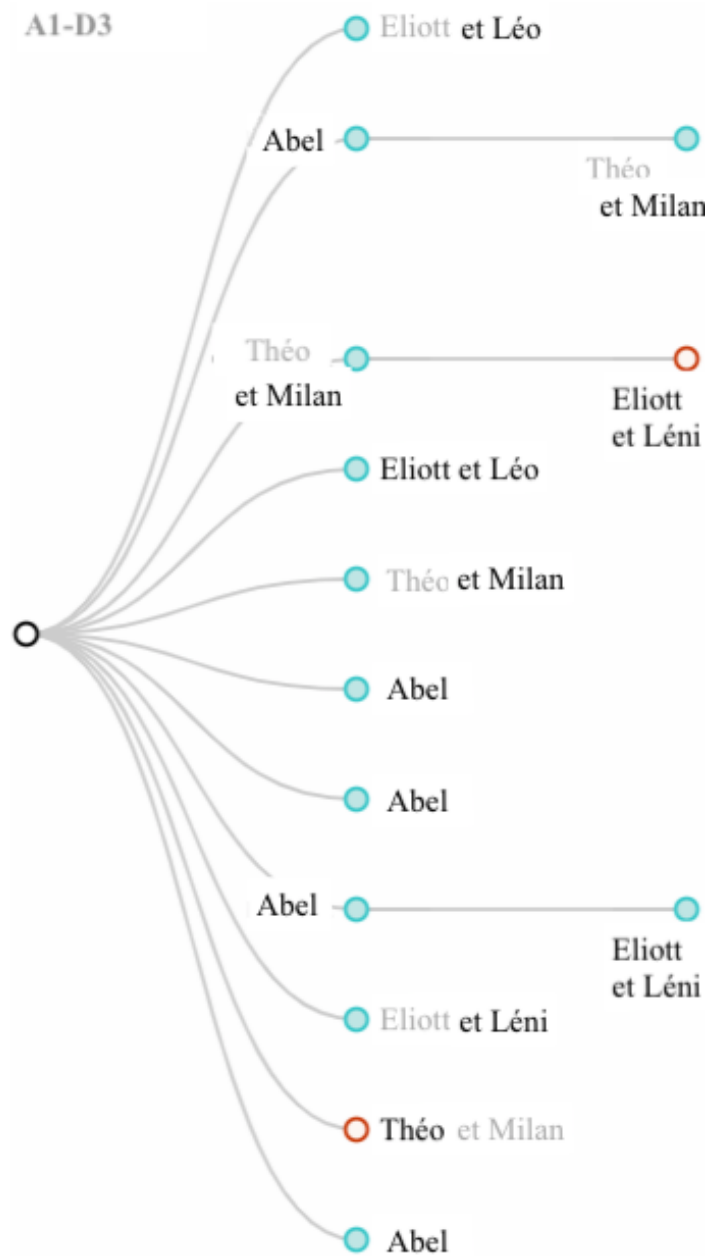 A1-D3
Eliott et Léo
Abel
Théo
et Milan
Théo
et Milan
Eliott
et Léni
Eliott et Léo
Théo et Milan
Abel
Abel
Abel
Eliott
et Léni
Eliott et Léni
Théo et Milan
Abel